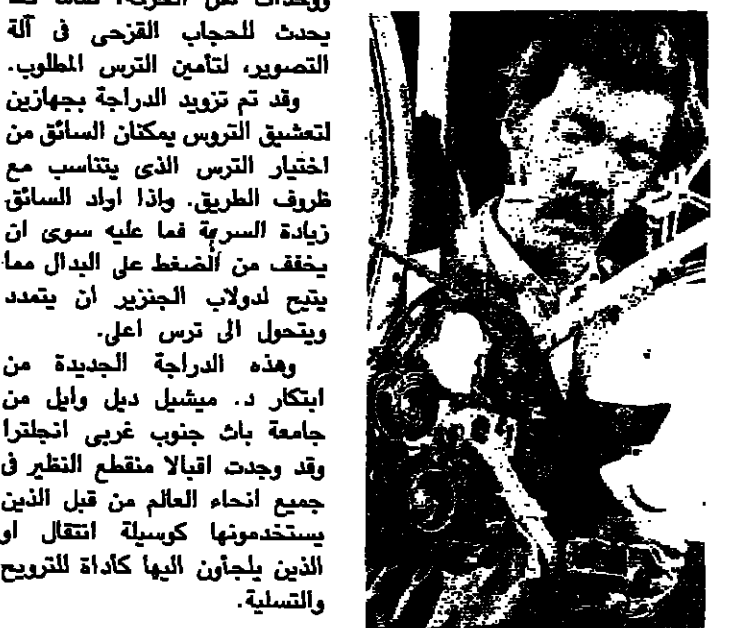 يحدث للحجاب القزحى فى آلة
التصوير، لتأمين الترس المطلوب.
وقد تم تزويد الدراجة بجهازين
لتعشيق التروس يمكنان السائق من
اختيار الترس الذى يتناسب مع
ظروف الطريق. واذا اواد السائق
زيادة السرعة فما عليه سوى ان
يخفف من الضغط على البدال مما
يتيح لدولاب الجنزير ان يتمدد
ويتحول الى ترس اعلى.
وهذه الدراجة الجديدة من
ابتكار د. ميشيل ديل وايل من
جامعة باث جنوب غربى انجلترا
وقد وجدت اقبالا منقطع النظير فى
جميع انحاء العالم من قبل الذين
يستخدمونها كوسيلة انتقال او
الذين يلجأون اليها كأداة للترويح
والتسلية.